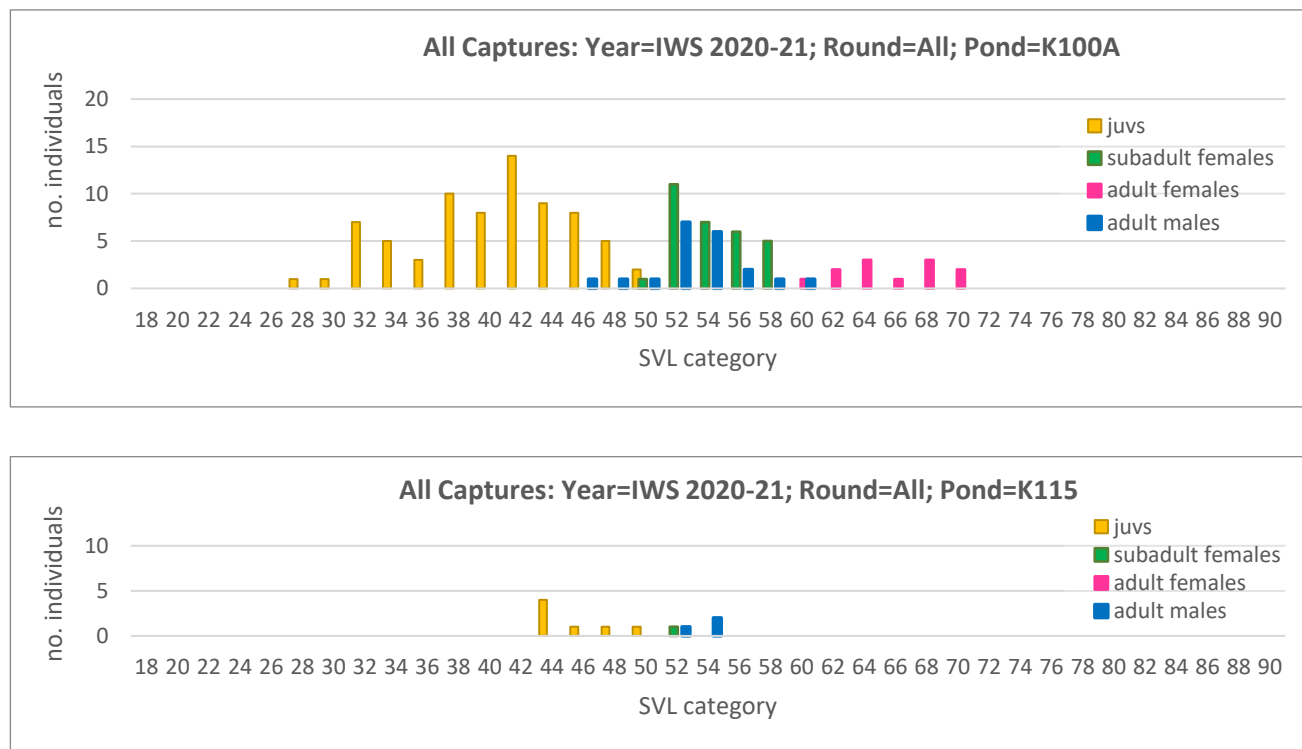 All Captures: Year=IWS 2020-21; Round=All; Pond=K100A
no. individuals
20
15
10
5
0
juvs
subadult females
adult females
adult males
18 20 22 24 26 28 30 32 34 36 38 40 42 44 46 48 50 52 54 56 58 60 62 64 66 68 70 72 74 76 78 80 82 84 86 88 90
SVL category
All Captures: Year=IWS 2020-21; Round=All; Pond=K115
no. individuals
10
5
0
juvs
subadult females
adult females
adult males
18 20 22 24 26 28 30 32 34 36 38 40 42 44 46 48 50 52 54 56 58 60 62 64 66 68 70 72 74 76 78 80 82 84 86 88 90
SVL category